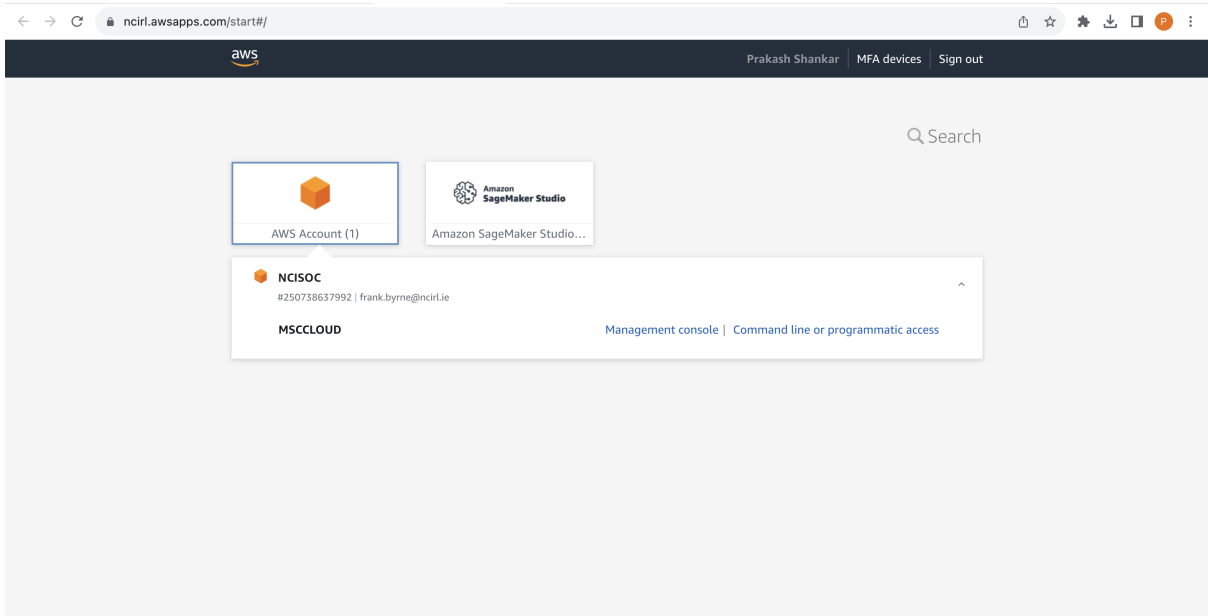 ncirl.awsapps.com/start#/
P
aws
Prakash Shankar MFA devices Sign out
Search
Amazon
SageMaker Studio
AWS Account (1) Amazon SageMaker Studio...
NCISOC
#250738637992 | frank.byrne@ncirl.ie
MSCCLOUD Management console | Command line or programmatic access